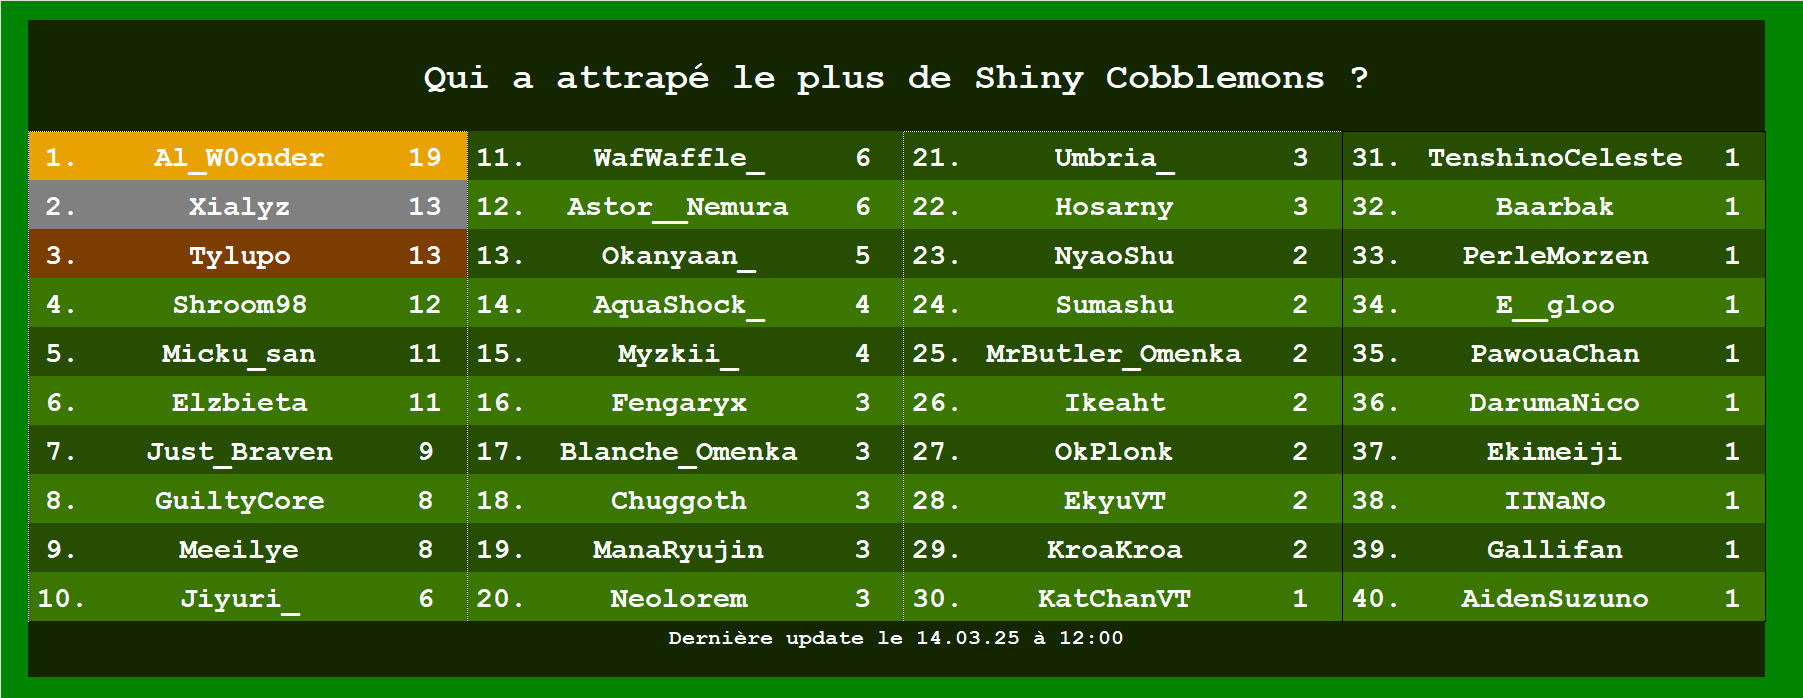 Qui a attrapé le plus de Shiny Cobblemons ?
1. Al_W0onder 19
2. Xialyz 13
3. Tylupo 13
4. Shroom98 12
5. Micku_san 11
6. Elzbieta 11
7. Just_Braven 9
8. GuiltyCore 8
9. Meeilye 8
10. Jiyuri_ 6
11. WafWaffle_ 6
12. Astor__Nemura 6
13. Okanyaan_ 5
14. AquaShock_ 4
15. Myzkii_ 4
16. Fengaryx 3
17. Blanche_Omenka 3
18. Chuggoth 3
19. ManaRyujin 3
20. Neolorem 3
21. Umbria_ 3
22. Hosarny 3
23. NyaoShu 2
24. Sumashu 2
25. MrButler_Omenka 2
26. Ikeaht 2
27. OkPlonk 2
28. EkyuVT 2
29. KroaKroa 2
30. KatChanVT 1
31. TenshinoCeleste 1
32. Baarbak 1
33. PerleMorzen 1
34. E__gloo 1
35. PawouaChan 1
36. DarumaNico 1
37. Ekimeiji 1
38. IINaNo 1
39. Gallifan 1
40. AidenSuzuno 1
Dernière update le 14.03.25 à 12:00